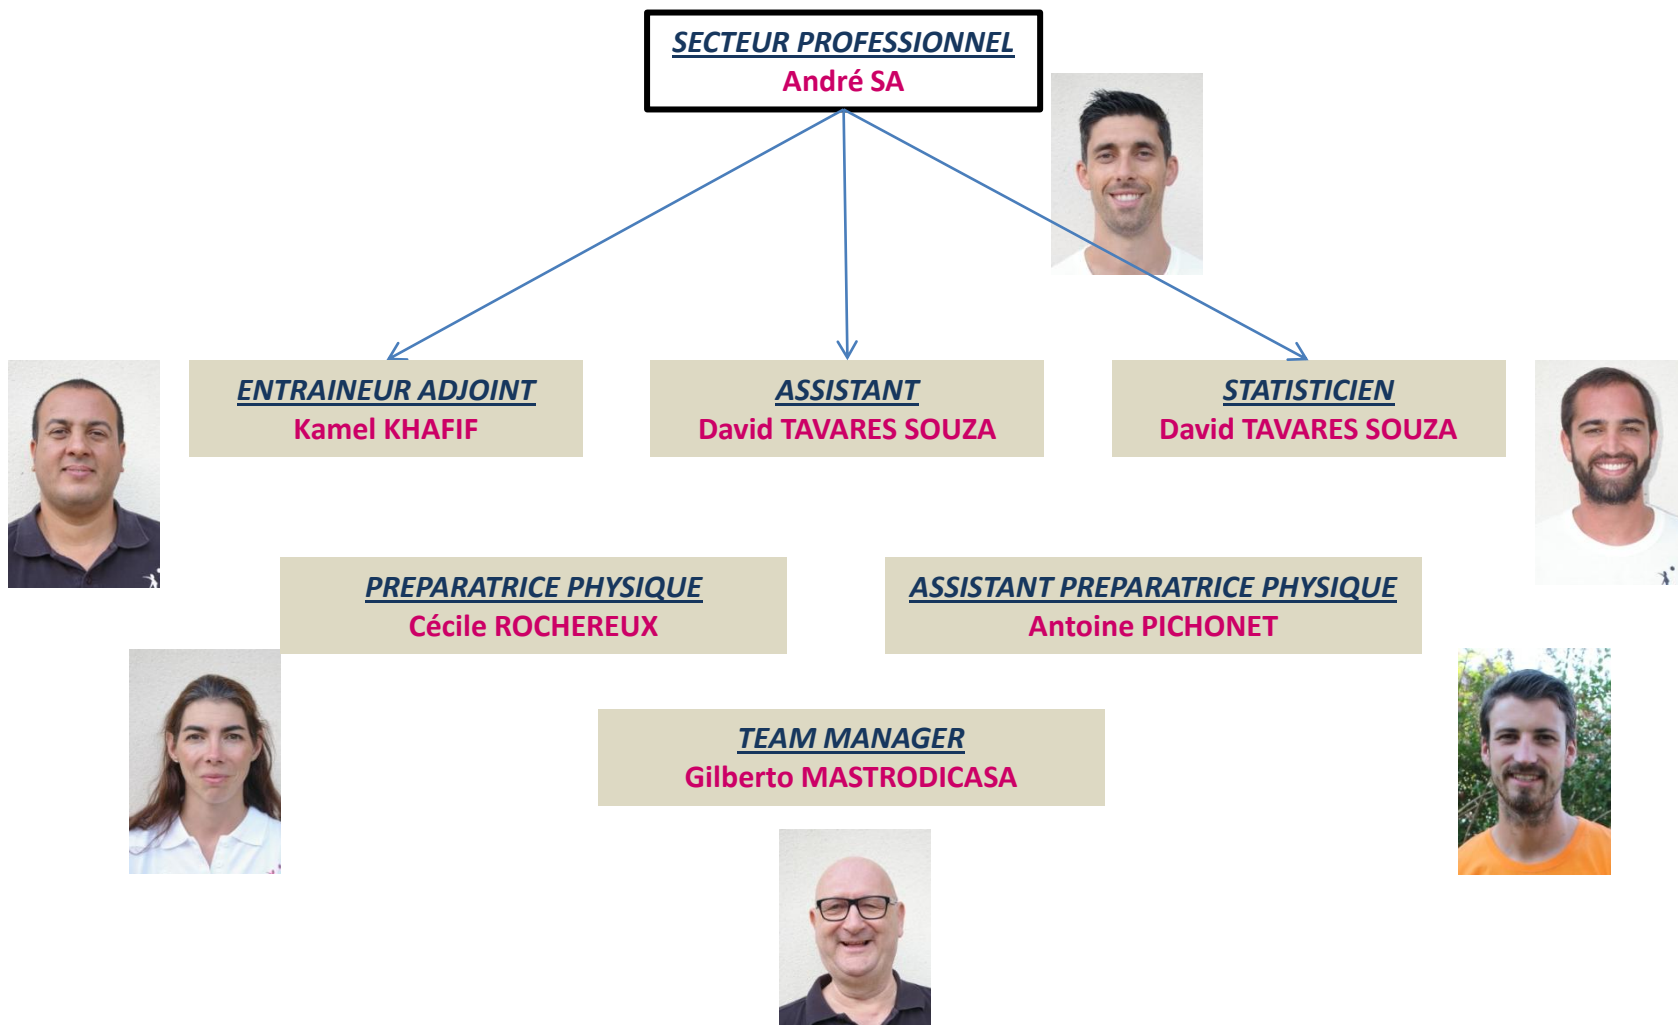 SECTEUR PROFESSIONNEL
André SA
ENTRAINEUR ADJOINT
Kamel KHAFIF
ASSISTANT
David TAVARES SOUZA
STATISTICIEN
David TAVARES SOUZA
PREPARATRICE PHYSIQUE
Cécile ROCHEREUX
ASSISTANT PREPARATRICE PHYSIQUE
Antoine PICHONET
TEAM MANAGER
Gilberto MASTRODICASA